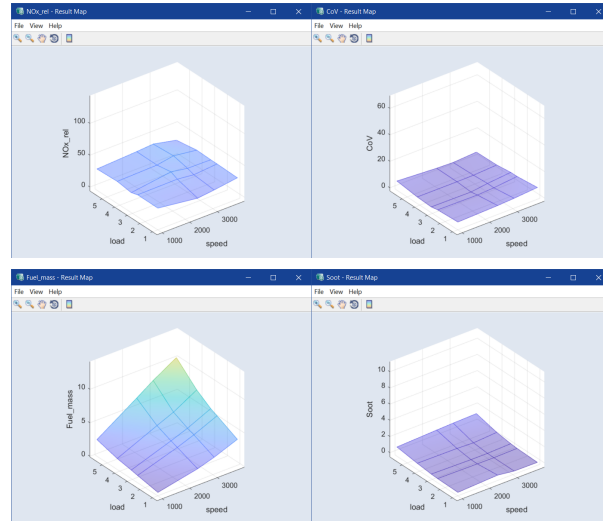 NOx_rel - Result Map
File View Help
100
50
0
NOx_rel
5
4
3
2
1
load
1000
2000
3000
speed
CoV - Result Map
File View Help
60
40
20
0
CoV
5
4
3
2
1
load
1000
2000
3000
speed
Fuel_mass - Result Map
File View Help
10
5
0
Fuel_mass
5
4
3
2
1
load
1000
2000
3000
speed
Soot - Result Map
File View Help
10
8
6
4
2
0
Soot
5
4
3
2
1
load
1000
2000
3000
speed